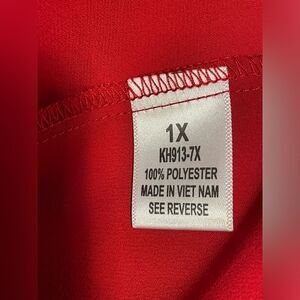 1X
KH913-7X
100% POLYESTER
MADE IN VIET NAM
SEE REVERSE